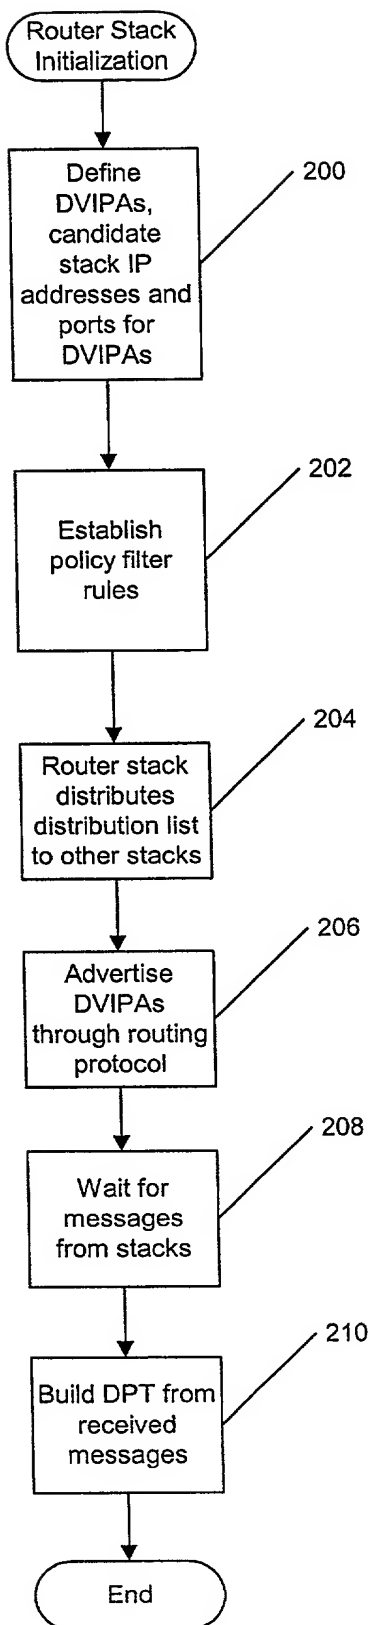 Router Stack
Initialization
Define
DVIPAs,
candidate
stack IP
addresses and
ports for
DVIPAs
200
Establish
policy filter
rules
202
Router stack
distributes
distribution list
to other stacks
204
Advertise
DVIPAs
through routing
protocol
206
Wait for
messages
from stacks
208
Build DPT from
received
messages
210
End